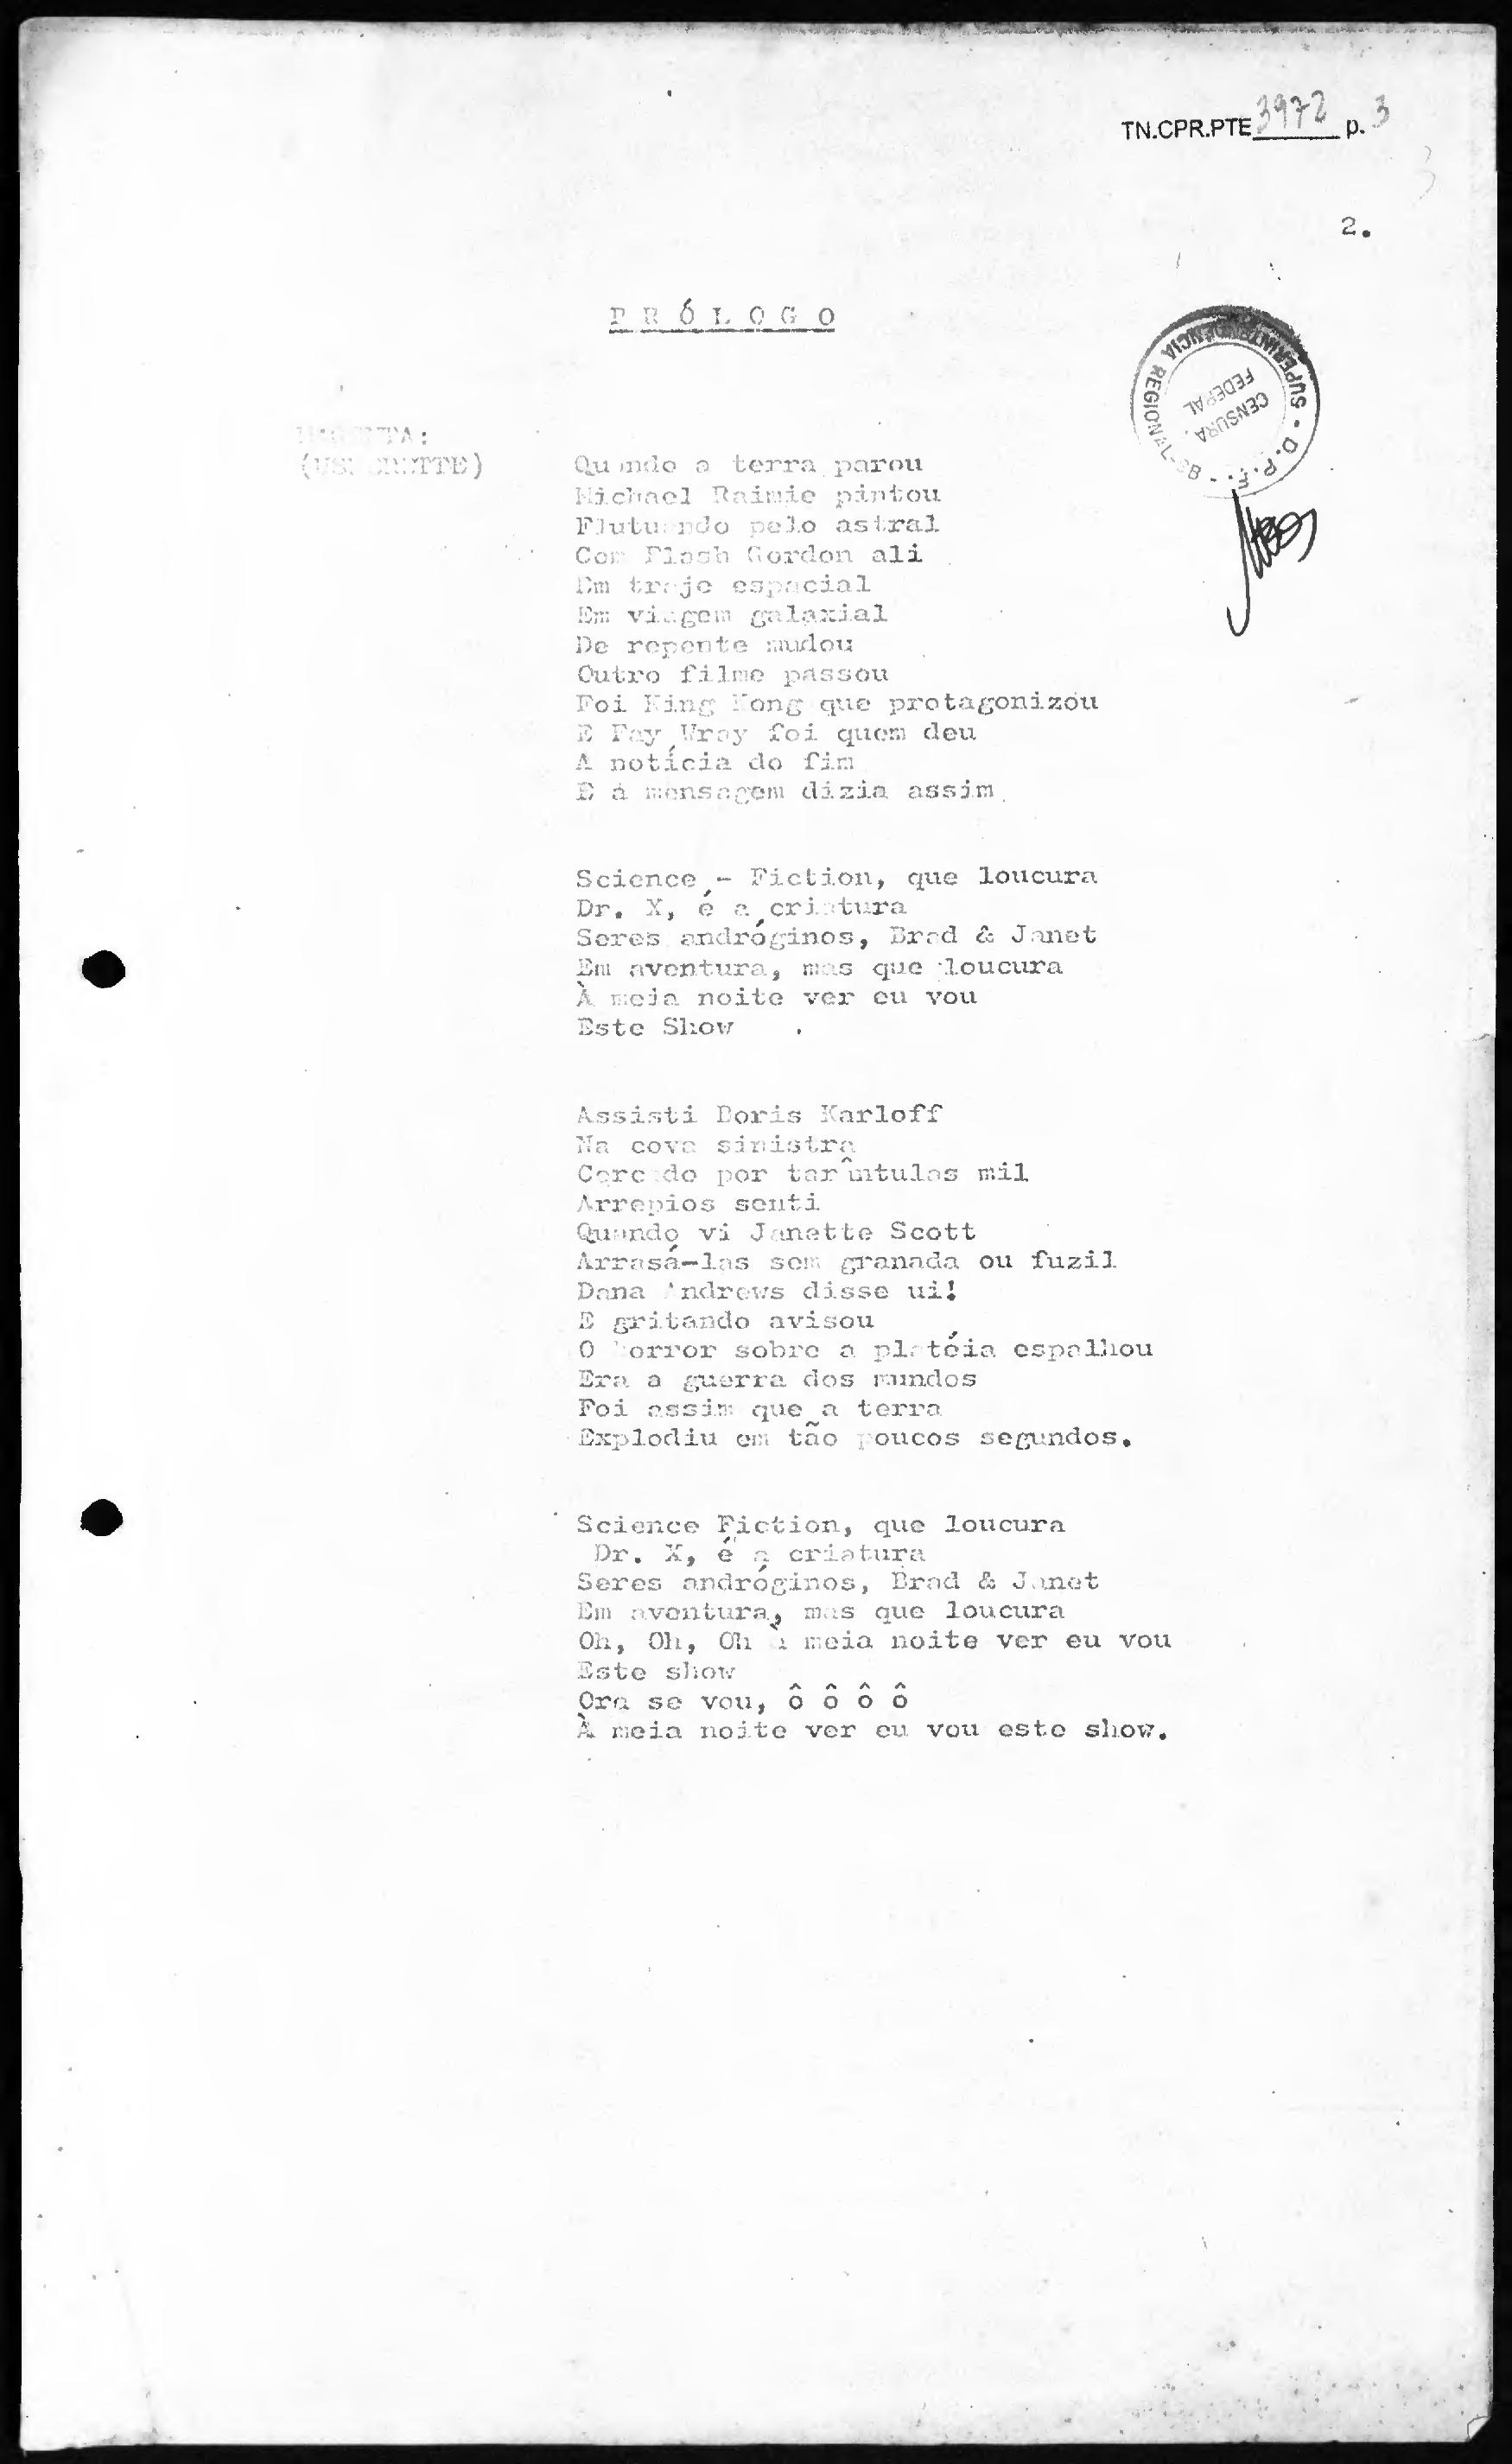 TN.CPR.PTE 3972 p. 3
2.
PRÓLOGO
SUPERINTENDÊNCIA REGIONAL-SB - D.P.F. -
CENSURA FEDERAL
Quando a terra parou
Michael Raimie pintou
Flutuando pelo astral
Com Flash Gordon ali
Em traje espacial
Em viagem galaxial
De repente mudou
Outro filme passou
Foi King Kong que protagonizou
E Fay Wray foi quem deu
A notícia do fim
E a mensagem dizia assim
Science - Fiction, que loucura
Dr. X, é a criatura
Seres andróginos, Brad & Janet
Em aventura, mas que loucura
À meia noite ver eu vou
Este Show
Assisti Boris Karloff
Na cova sinistra
Cercado por tarântulas mil
Arrepios senti
Quando vi Janette Scott
Arrasá-las sem granada ou fuzil
Dana Andrews disse ui!
E gritando avisou
O horror sobre a platéia espalhou
Era a guerra dos mundos
Foi assim que a terra
Explodiu em tão poucos segundos.
Science Fiction, que loucura
Dr. X, é a criatura
Seres andróginos, Brad & Janet
Em aventura, mas que loucura
Oh, Oh, Oh à meia noite ver eu vou
Este show
Ora se vou, ô ô ô ô
À meia noite ver eu vou este show.